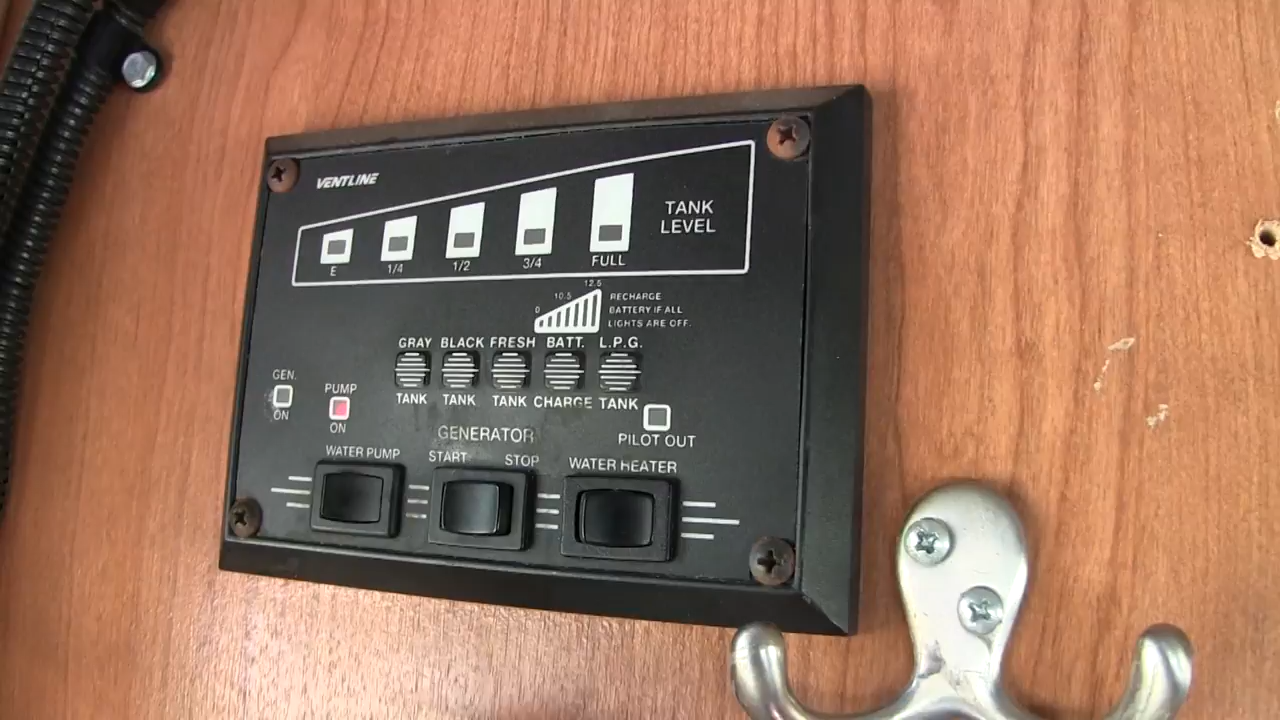 VENTLINE
TANK
LEVEL
E 1/4 1/2 3/4 FULL
0 10.5 12.5
RECHARGE
BATTERY IF ALL
LIGHTS ARE OFF.
GRAY BLACK FRESH BATT. L.P.G.
TANK TANK TANK CHARGE TANK
GEN.
ON
PUMP
ON
PILOT OUT
GENERATOR
WATER PUMP START STOP WATER HEATER